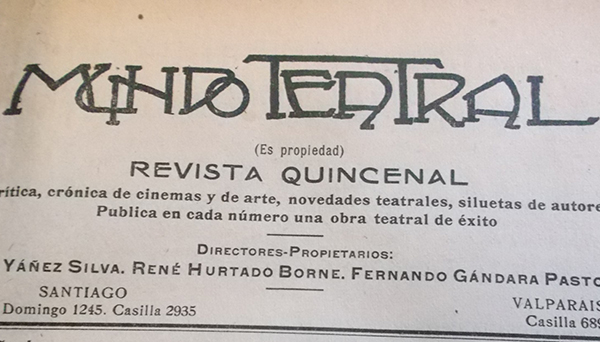 MUNDO TEATRAL
(Es propiedad)
REVISTA QUINCENAL
rítica, crónica de cinemas y de arte, novedades teatrales, siluetas de autore
Publica en cada número una obra teatral de éxito
DIRECTORES-PROPIETARIOS:
YÁÑEZ SILVA. RENÉ HURTADO BORNE. FERNANDO GÁNDARA PASTO
SANTIAGO VALPARAIS
Domingo 1245. Casilla 2935 Casilla 689